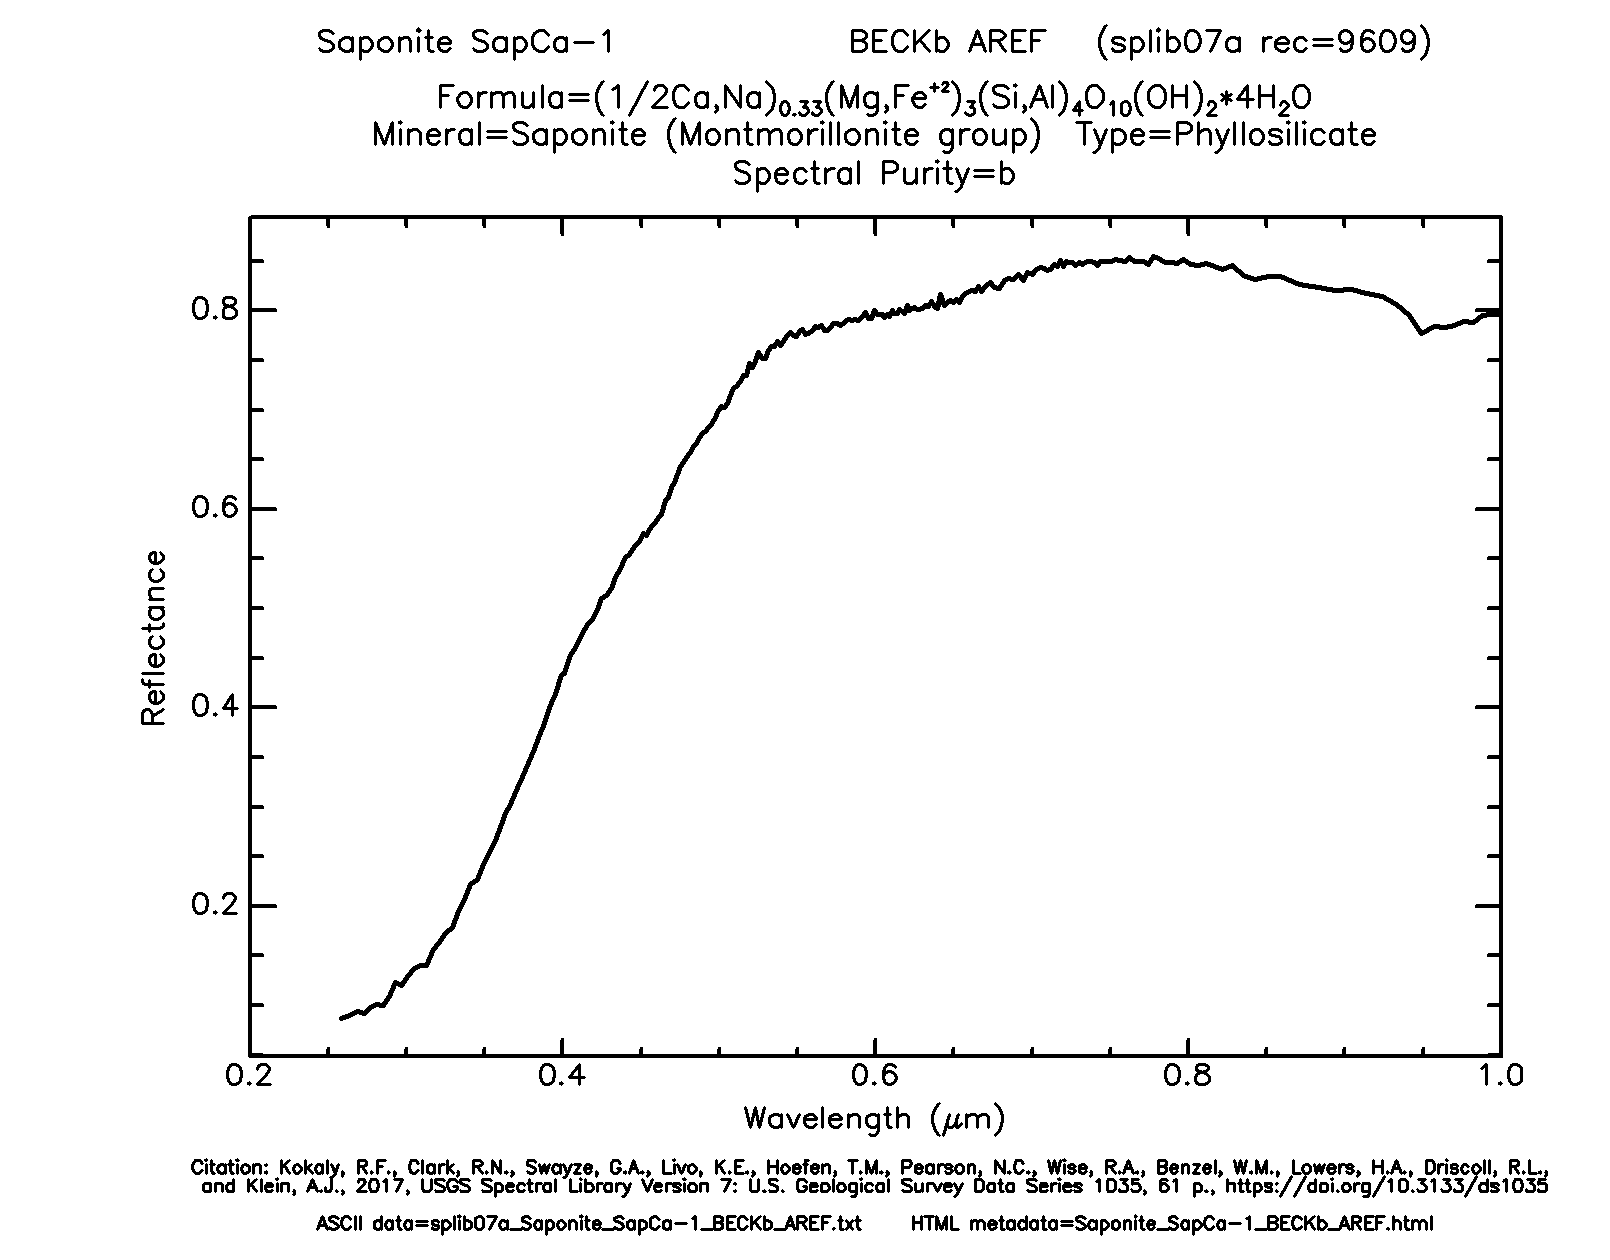 Saponite SapCa-1 BECKb AREF (splib07a rec=9609)
Formula=(1/2Ca,Na)0.33(Mg,Fe+2)3(Si,Al)4O10(OH)2*4H2O
Mineral=Saponite (Montmorillonite group) Type=Phyllosilicate
Spectral Purity=b
0.8
0.6
0.4
0.2
Reflectance
0.2 0.4 0.6 0.8 1.0
Wavelength (μm)
Citation: Kokaly, R.F., Clark, R.N., Swayze, G.A., Livo, K.E., Hoefen, T.M., Pearson, N.C., Wise, R.A., Benzel, W.M., Lowers, H.A., Driscoll, R.L.,
and Klein, A.J., 2017, USGS Spectral Library Version 7: U.S. Geological Survey Data Series 1035, 61 p., https://doi.org/10.3133/ds1035
ASCII data=splib07a_Saponite_SapCa-1_BECKb_AREF.txt HTML metadata=Saponite_SapCa-1_BECKb_AREF.html